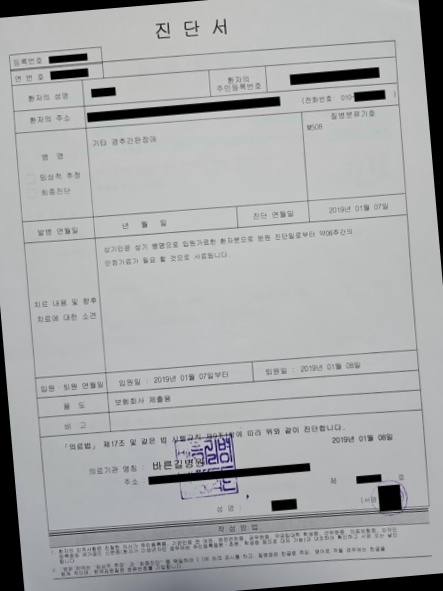 진 단 서
등록번호
연 번 호
환자의 성명
환자의
주민등록번호
환자의 주소
(전화번호 : 010-          )
병 명
임상적 추정
최종진단
기타 경추간판장애
질병분류기호
M508
발병 연월일
년 월 일
진단 연월일
2019년 01월 07일
치료 내용 및 향후
치료에 대한 소견
상기인은 상기 병명으로 입원가료한 환자분으로 본원 진단일로부터 약06주간의
안정가료가 필요 할 것으로 사료됩니다.
입원 · 퇴원 연월일
입원일 : 2019년 01월 07일부터
퇴원일 : 2019년 01월 08일
용 도
보험회사 제출용
비 고
「의료법」 제17조 및 같은 법 시행규칙 에 따라 위와 같이 진단합니다.
2019년 01월 08일
의료기관 명칭 : 바른길병원
주소
제 호
성 명 :
작성방법